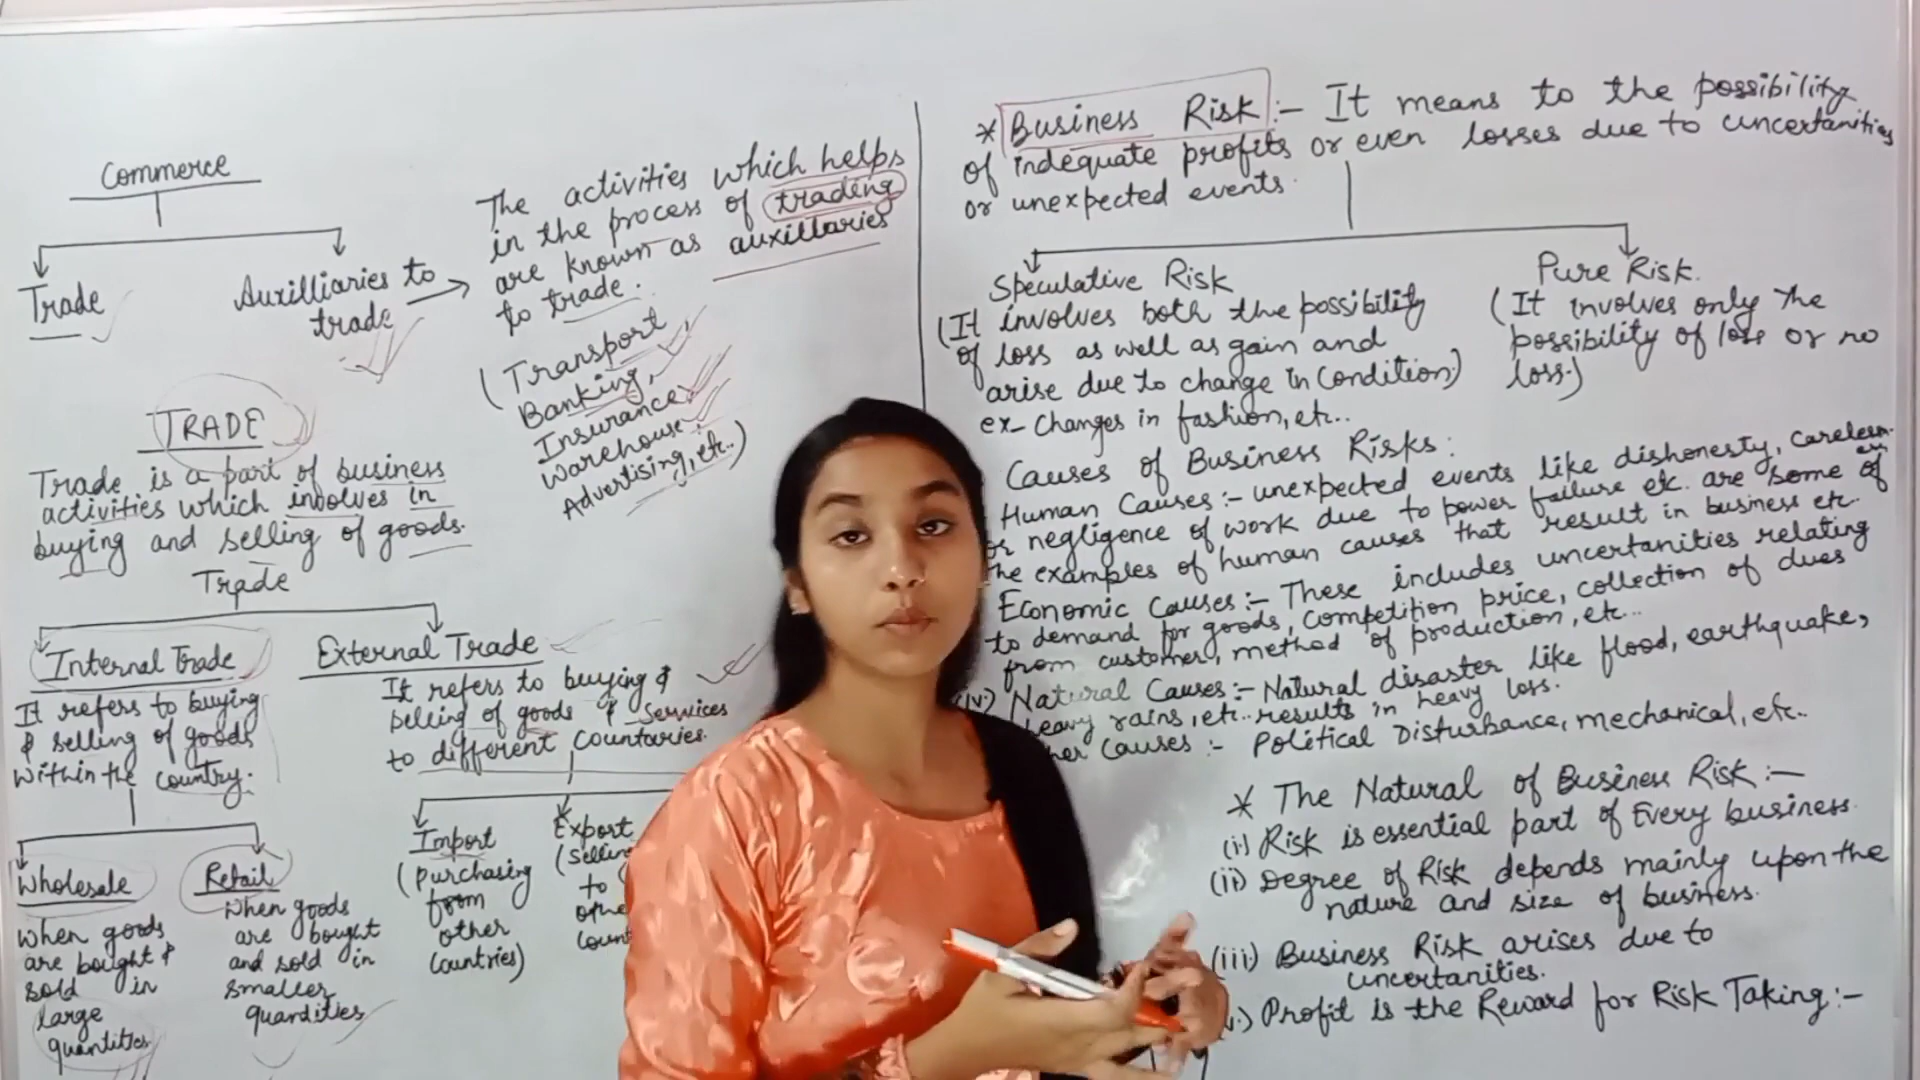 Commerce
Trade
Auxilliaries to
trade
The activities which helps
in the process of trading
are known as auxillaries
to trade.
(Transport,
Banking,
Insurance,
Warehouse,
Advertising, etc..)
TRADE
Trade is a part of business
activities which involves in
buying and selling of goods.
Trade
Internal Trade
It refers to buying
& selling of goods
within the country.
External Trade
It refers to buying &
selling of goods & services
to different countaries.
Wholesale
When goods
are bought &
sold in
large
quantities
Retail
when goods
are bought
and sold in
smaller
quantities
Import
(purchasing
from
other
countries)
Export
(Sellin
to
othe
count
* Business Risk :- It means to the possibility
of indequate profits or even losses due to uncertanities
or unexpected events.
Speculative Risk
(It involves both the possibility
of loss as well as gain and
arise due to change in condition.)
ex- Changes in fashion, etc..
Pure Risk.
(It involves only the
possibility of loss or no
loss.)
Causes of Business Risks :
Human Causes :- unexpected events like dishonesty, careless
or negligence of work due to power failure etc. are some of
he examples of human causes that result in business etc.
Economic Causes :- These includes uncertanities relating
to demand for goods, competition price, collection of dues
from customer, method of production, etc..
(iv.) Natural Causes :- Natural disaster like flood, earthquake,
heavy rains, etc.. results in heavy loss.
her Causes :- Political Disturbance, mechanical, etc..
* The Natural of Business Risk :-
(i) Risk is essential part of Every business.
(ii) Degree of Risk depends mainly upon the
nature and size of business.
(iii) Business Risk arises due to
uncertanities.
v.) Profit is the Reward for Risk Taking :-